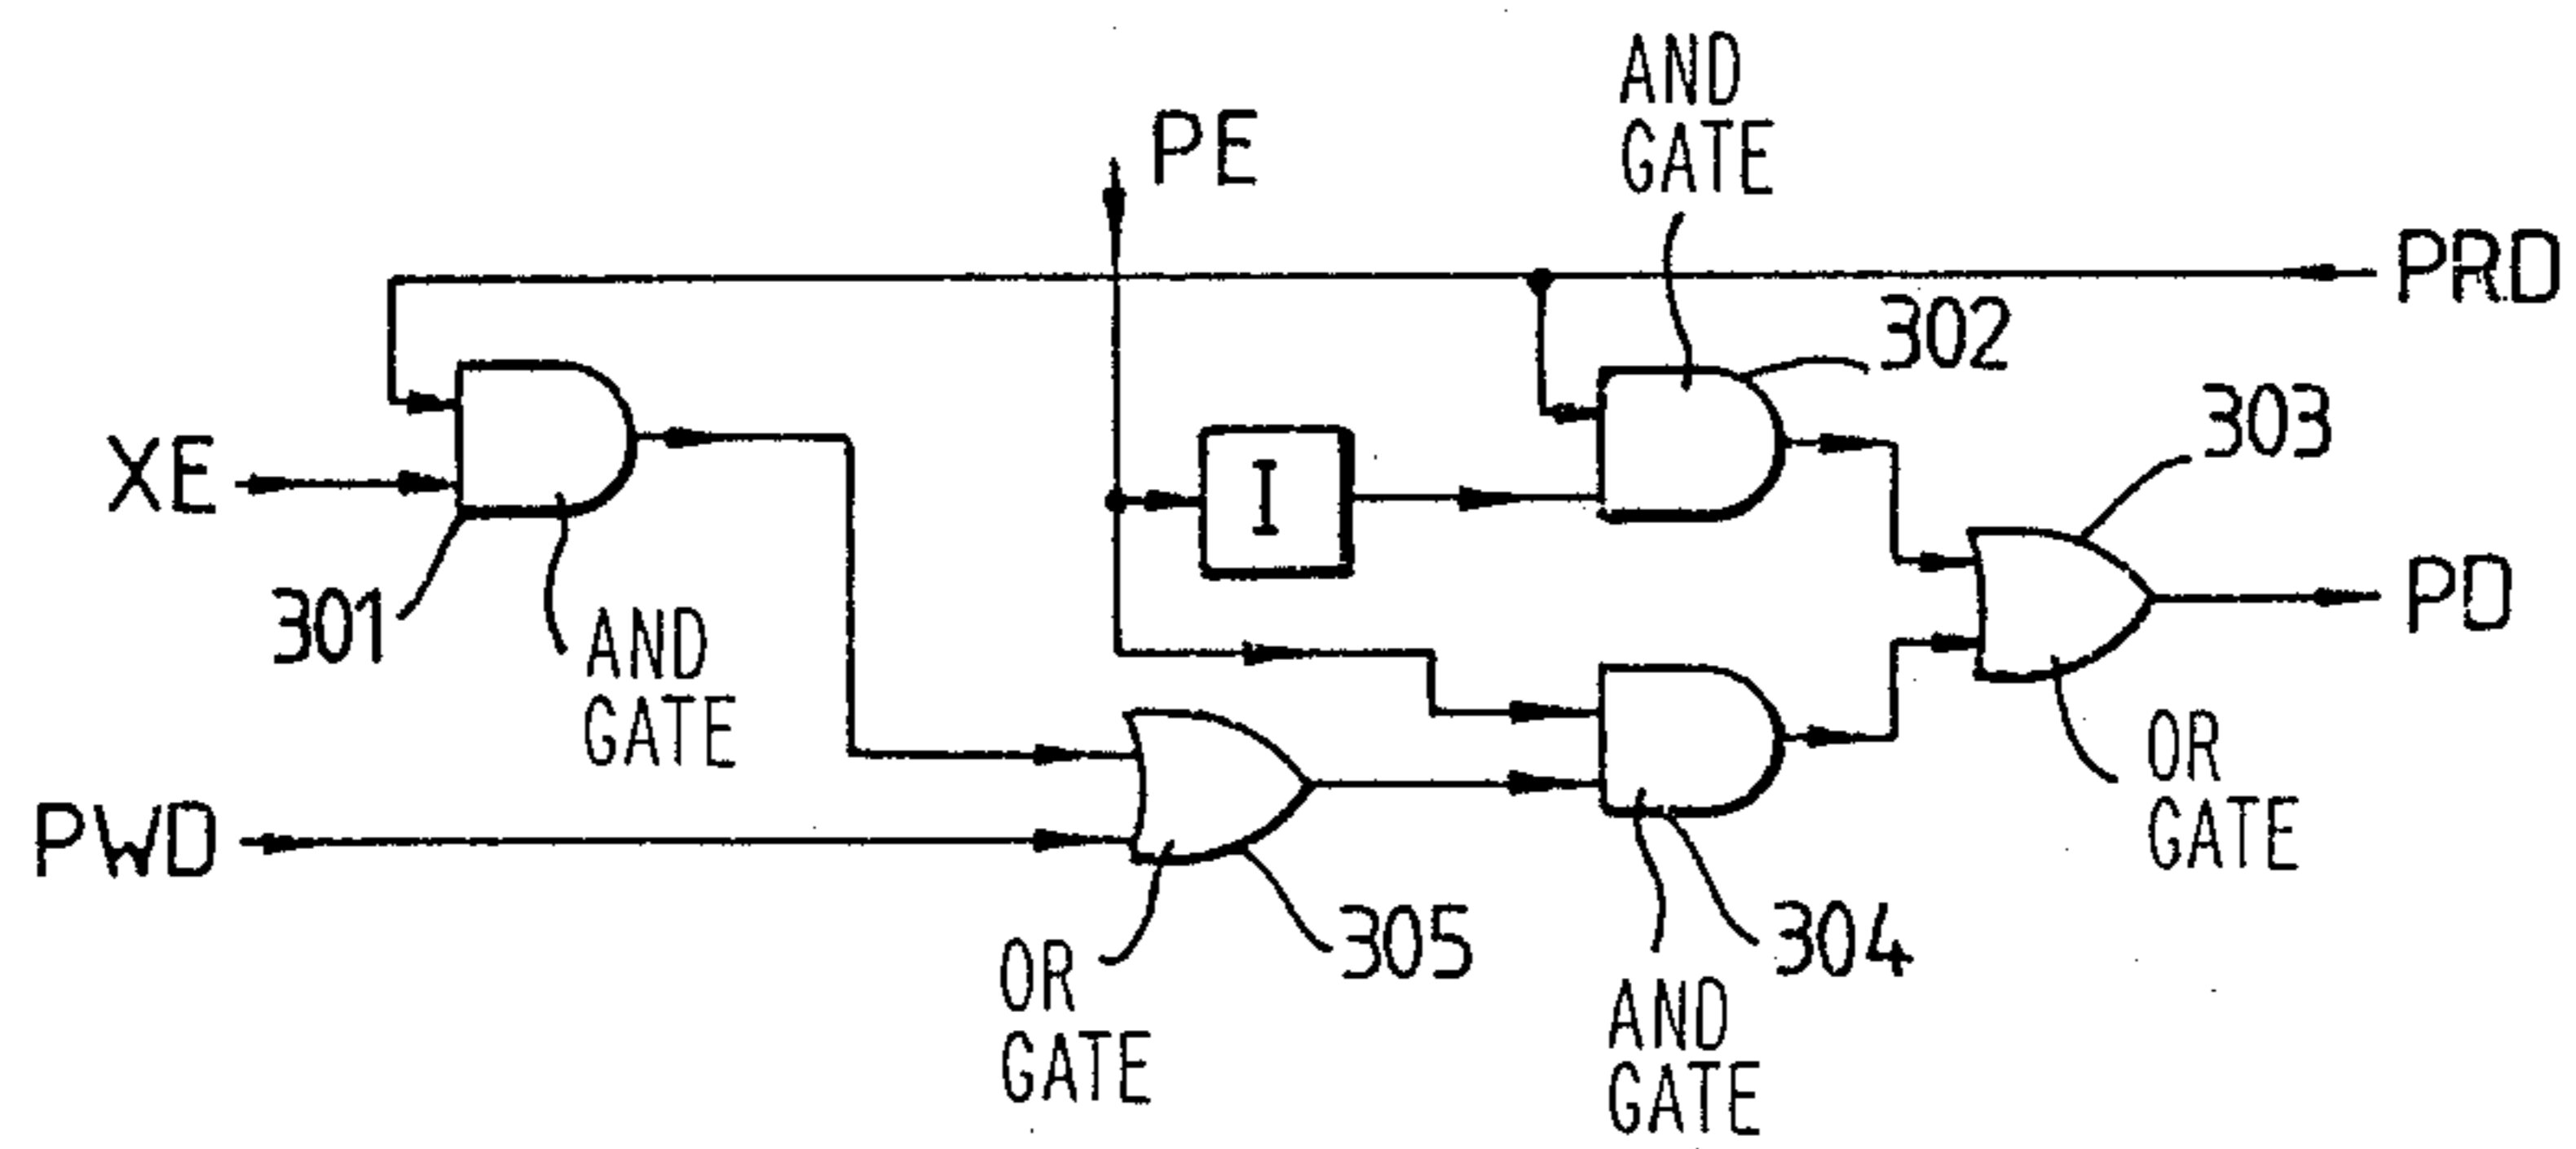 AND
GATE
PE
PRD
302
303
XE
I
301
AND
GATE
PD
PWD
OR
GATE
305
304
OR
GATE
AND
GATE